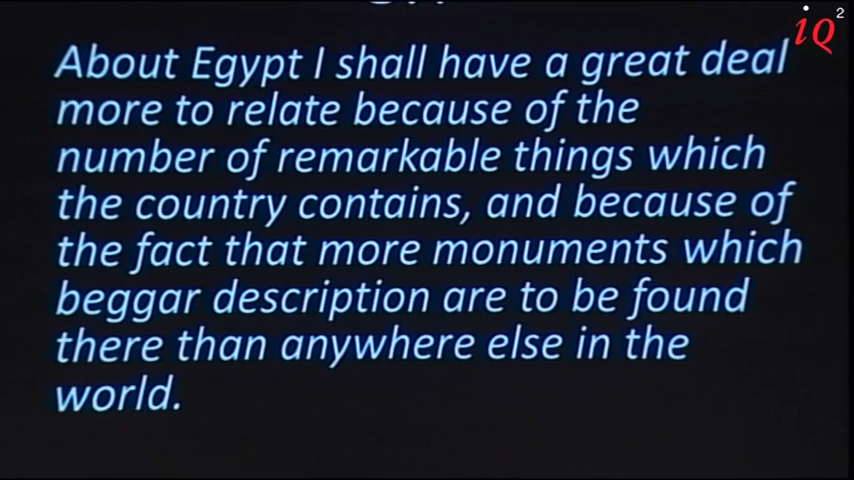 iQ2
About Egypt I shall have a great deal
more to relate because of the
number of remarkable things which
the country contains, and because of
the fact that more monuments which
beggar description are to be found
there than anywhere else in the
world.